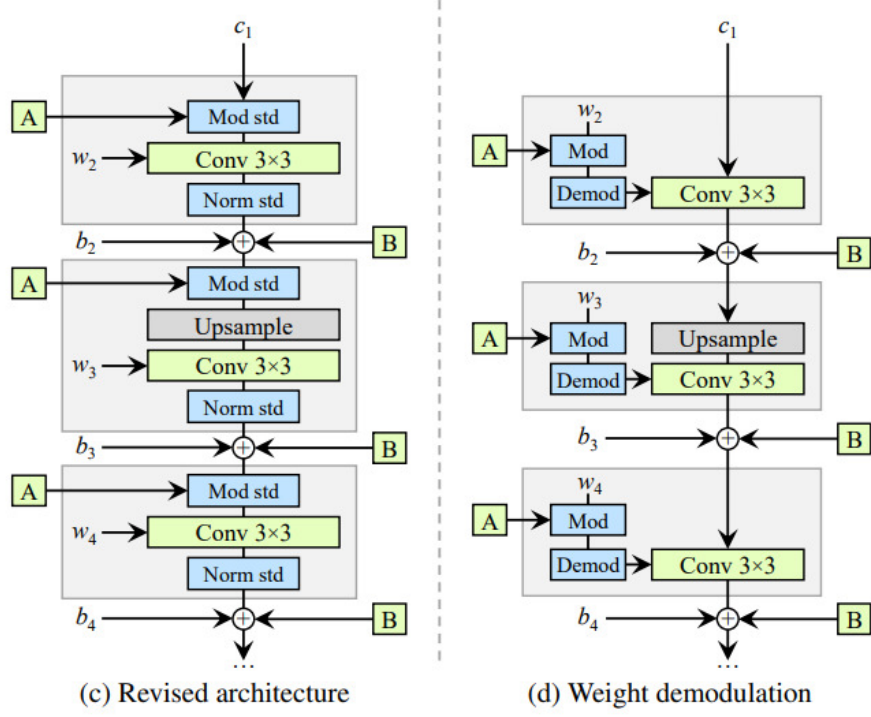 c₁
A
Mod std
w₂
Conv 3×3
Norm std
b₂
+
B
A
Mod std
Upsample
w₃
Conv 3×3
Norm std
b₃
+
B
A
Mod std
w₄
Conv 3×3
Norm std
b₄
+
B
...
(c) Revised architecture
c₁
w₂
A
Mod
Demod
Conv 3×3
b₂
+
B
w₃
A
Mod
Upsample
Demod
Conv 3×3
b₃
+
B
w₄
A
Mod
Demod
Conv 3×3
b₄
+
B
...
(d) Weight demodulation